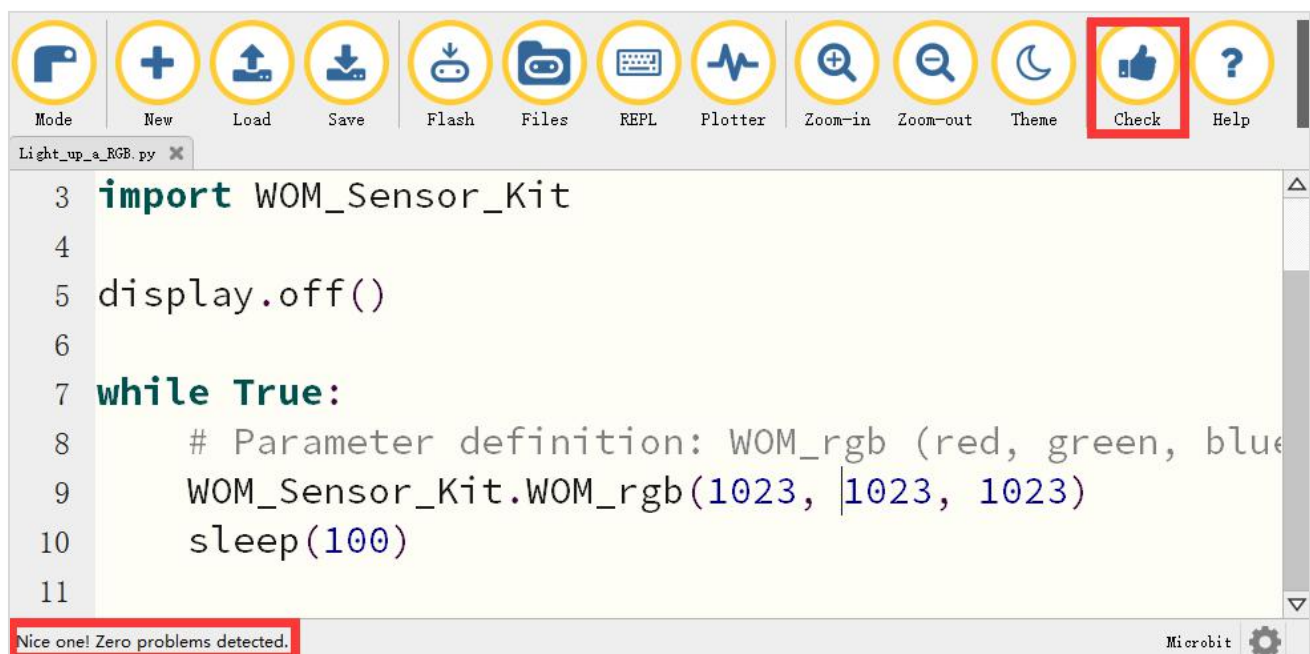 Mode New Load Save Flash Files REPL Plotter Zoom-in Zoom-out Theme Check Help
Light_up_a_RGB.py
3 import WOM_Sensor_Kit
4
5 display.off()
6
7 while True:
8 # Parameter definition: WOM_rgb (red, green, blue
9 WOM_Sensor_Kit.WOM_rgb(1023, 1023, 1023)
10 sleep(100)
11
Nice one! Zero problems detected. Microbit